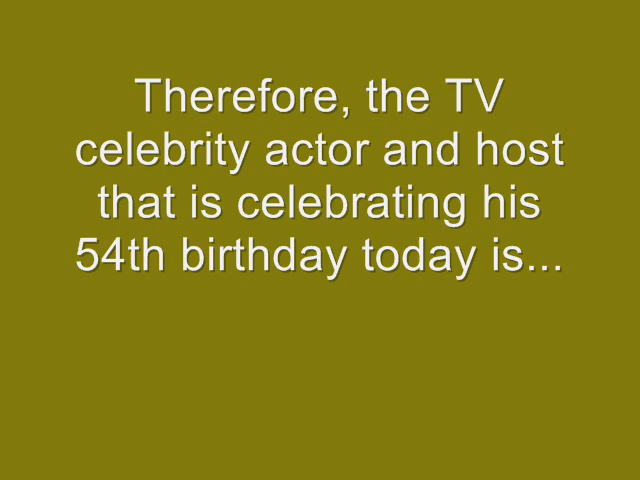 Therefore, the TV
celebrity actor and host
that is celebrating his
54th birthday today is...